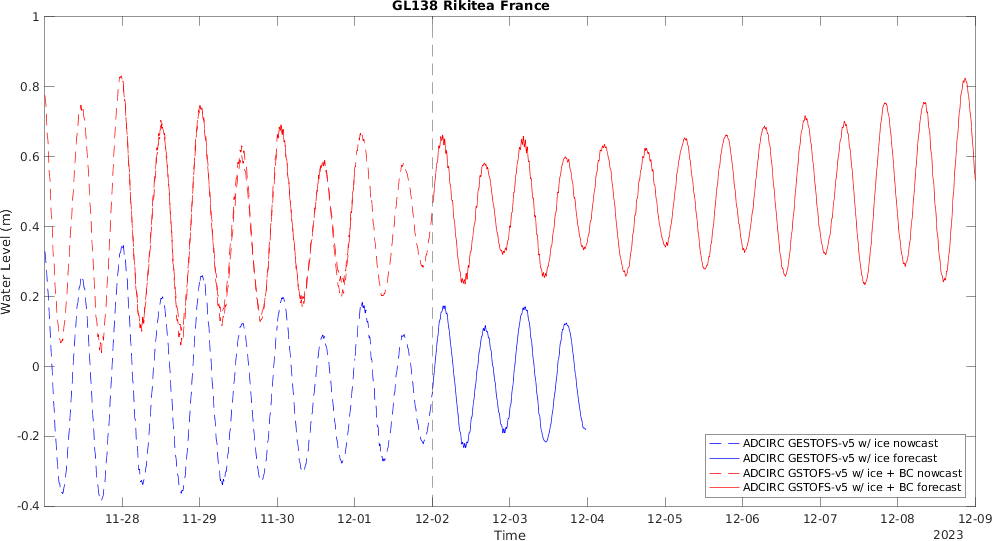 GL138 Rikitea France
1
0.8
0.6
0.4
0.2
0
-0.2
-0.4
Water Level (m)
11-28 11-29 11-30 12-01 12-02 12-03 12-04 12-05 12-06 12-07 12-08 12-09
Time
2023
ADCIRC GESTOFS-v5 w/ ice nowcast
ADCIRC GESTOFS-v5 w/ ice forecast
ADCIRC GSTOFS-v5 w/ ice + BC nowcast
ADCIRC GSTOFS-v5 w/ ice + BC forecast